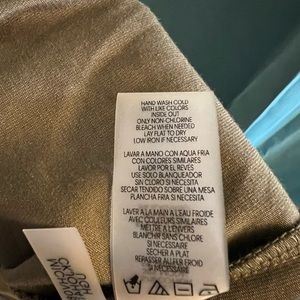 HAND WASH COLD
WITH LIKE COLORS
INSIDE OUT
ONLY NON-CHLORINE
BLEACH WHEN NEEDED
LAY FLAT TO DRY
LOW IRON IF NECESSARY
LAVAR A MANO CON AQUA FRIA
CON COLORES SIMILARES
LAVOR POR EL REVES
USE SOLO BLANQUEADOR
SIN CLORO SI NECESITA
SECAR TENDIDO SOBRE UNA MESA
PLANCHA FRIA SI NECESITA
LAVER A LA MAIN A L'EAU FROIDE
AVEC COULEURS SIMILAIRES
METTRE A L'ENVERS
BLANCHIR SANS CHLORE
SI NECESSAIRE
SECHER A PLAT
REPASSER AU FER FROID
SI NECESSAIRE